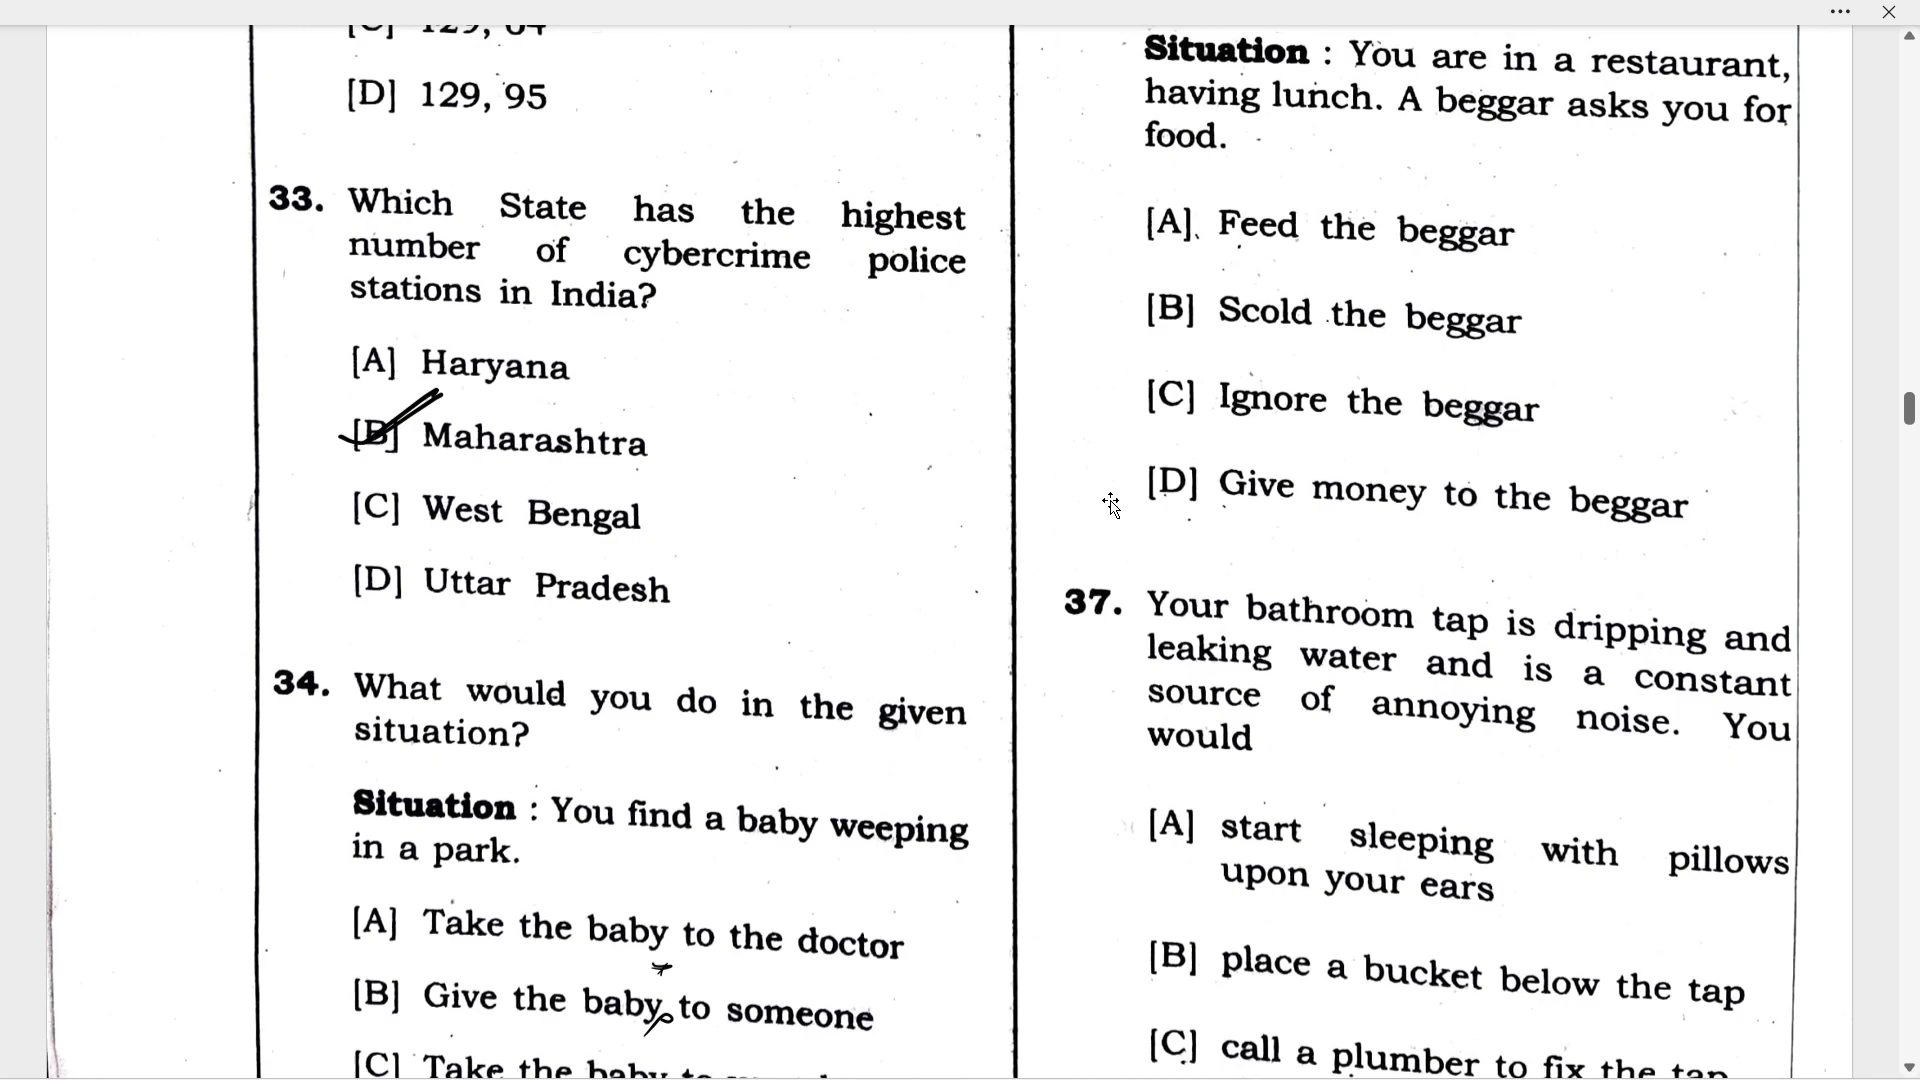 [D] 129, 95
33. Which State has the highest
number of cybercrime police
stations in India?
[A] Haryana
[B] Maharashtra
[C] West Bengal
[D] Uttar Pradesh
34. What would you do in the given
situation?
Situation : You find a baby weeping
in a park.
[A] Take the baby to the doctor
[B] Give the baby to someone
[C] Take the baby to
Situation : You are in a restaurant,
having lunch. A beggar asks you for
food.
[A] Feed the beggar
[B] Scold the beggar
[C] Ignore the beggar
[D] Give money to the beggar
37. Your bathroom tap is dripping and
leaking water and is a constant
source of annoying noise. You
would
[A] start sleeping with pillows
upon your ears
[B] place a bucket below the tap
[C] call a plumber to fix the tap